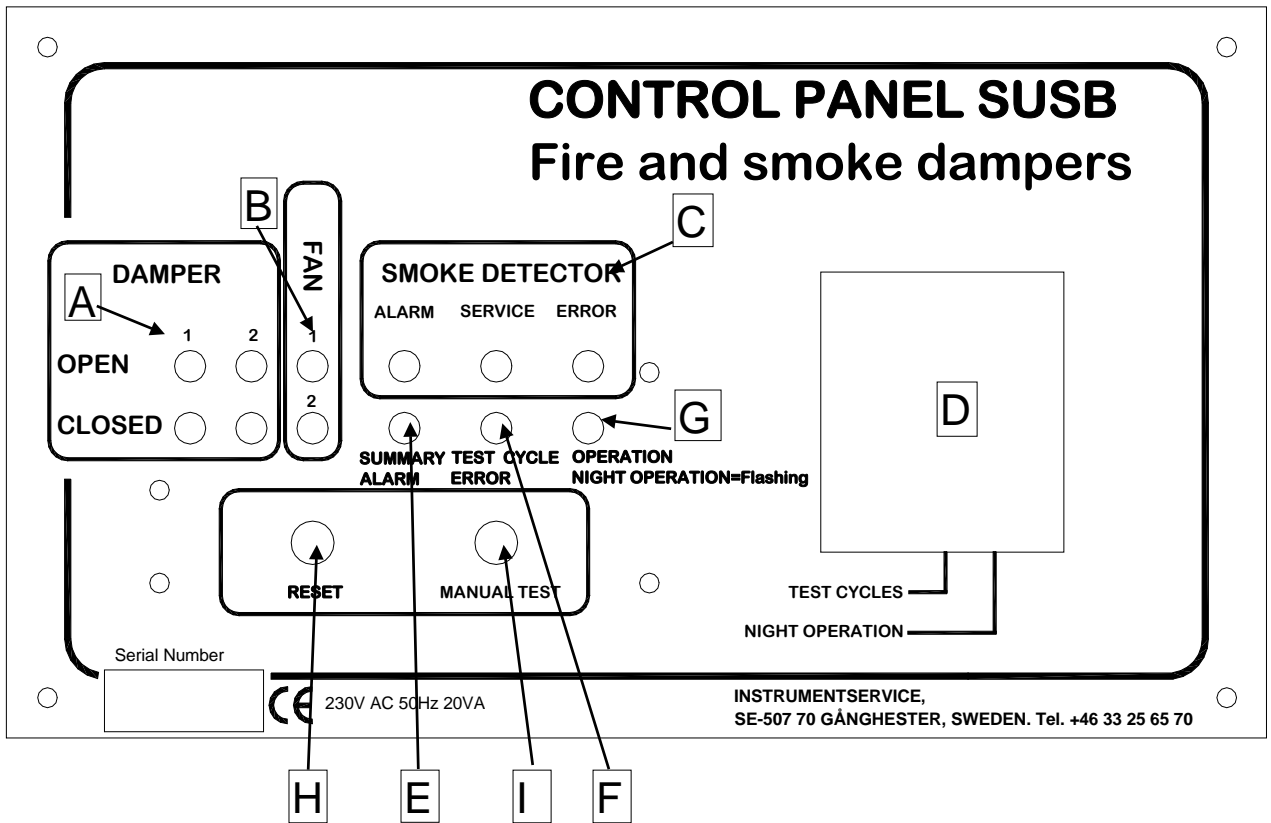 CONTROL PANEL SUSB
Fire and smoke dampers
B
FAN
C
DAMPER
A
SMOKE DETECTOR
ALARM SERVICE ERROR
1 2 1
OPEN
2
CLOSED
D
G
SUMMARY TEST CYCLE OPERATION
ALARM ERROR NIGHT OPERATION=Flashing
RESET MANUAL TEST
TEST CYCLES
NIGHT OPERATION
Serial Number
CE 230V AC 50Hz 20VA
INSTRUMENTSERVICE,
SE-507 70 GÅNGHESTER, SWEDEN. Tel. +46 33 25 65 70
H E I F